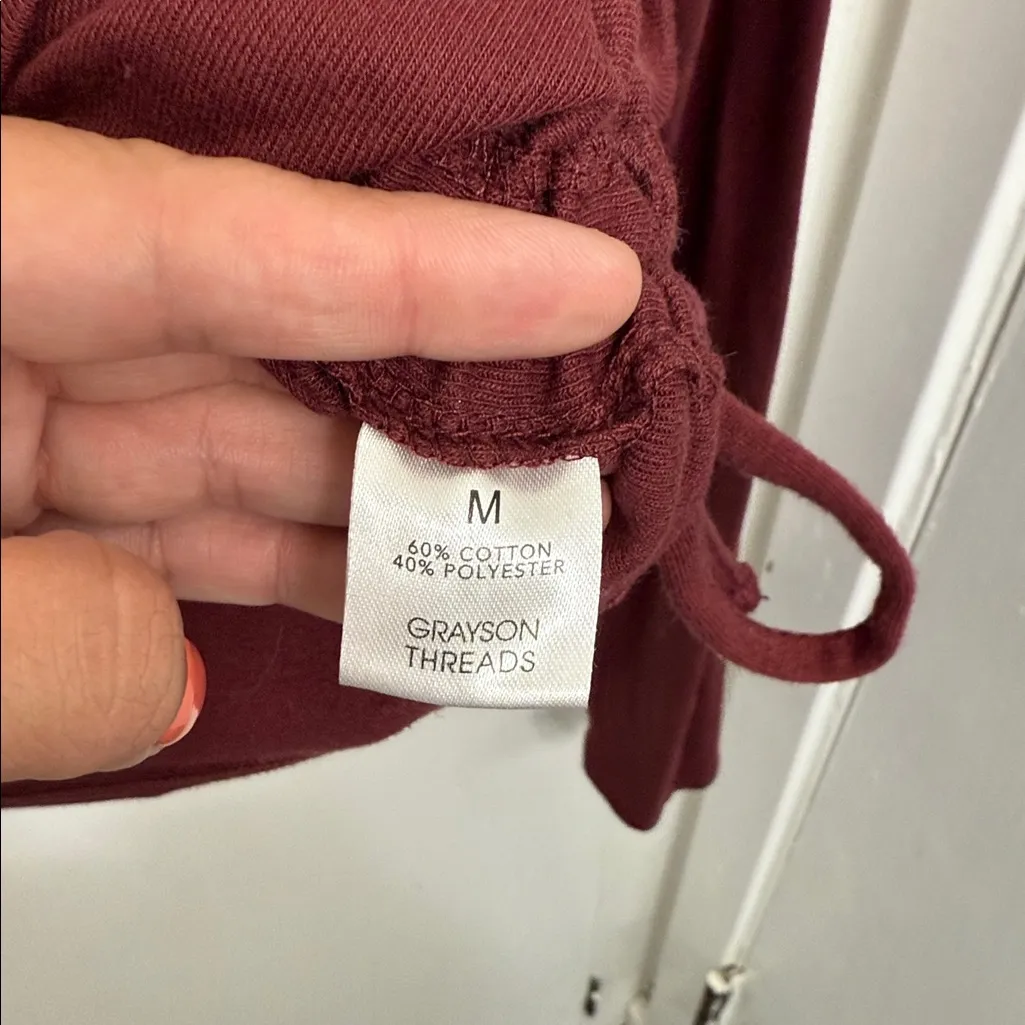 M
60% COTTON
40% POLYESTER
GRAYSON
THREADS